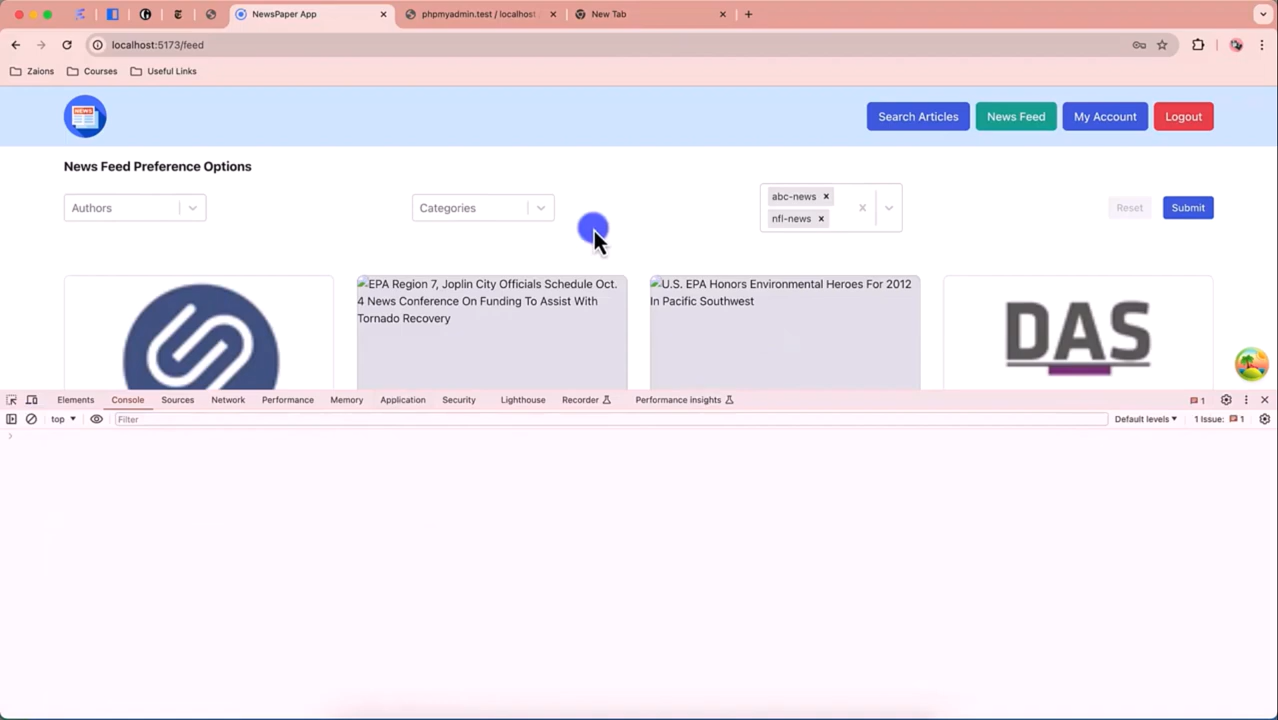 NewsPaper App
phpmyadmin.test / localhost
New Tab
localhost:5173/feed
Zaions
Courses
Useful Links
NEWS
Search Articles
News Feed
My Account
Logout
News Feed Preference Options
Authors
Categories
abc-news
nfl-news
Reset
Submit
EPA Region 7, Joplin City Officials Schedule Oct.
4 News Conference On Funding To Assist With
Tornado Recovery
U.S. EPA Honors Environmental Heroes For 2012
In Pacific Southwest
DAS
Elements
Console
Sources
Network
Performance
Memory
Application
Security
Lighthouse
Recorder
Performance insights
1
top
Filter
Default levels
1 Issue:
1